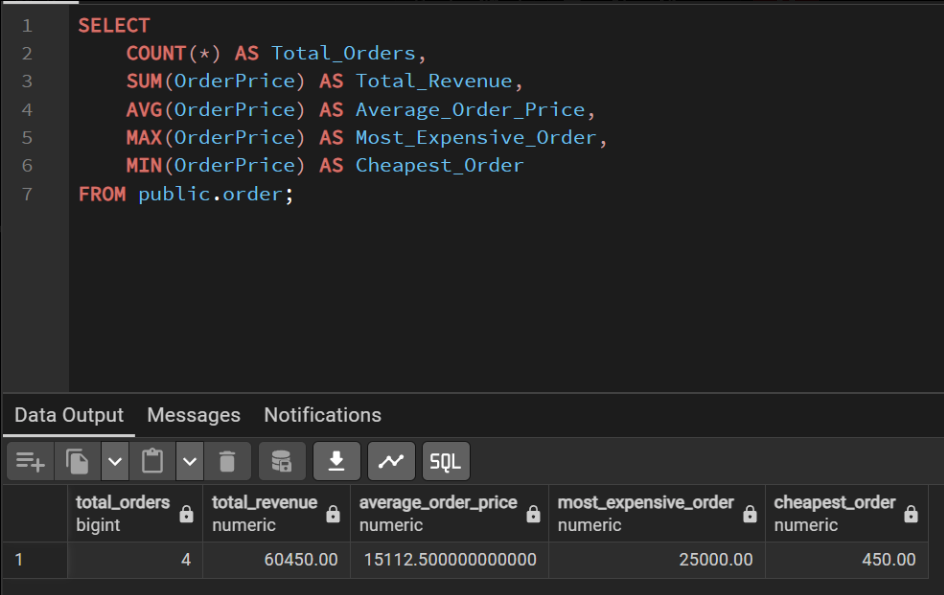 1 SELECT
2 COUNT(*) AS Total_Orders,
3 SUM(OrderPrice) AS Total_Revenue,
4 AVG(OrderPrice) AS Average_Order_Price,
5 MAX(OrderPrice) AS Most_Expensive_Order,
6 MIN(OrderPrice) AS Cheapest_Order
7 FROM public.order;
Data Output Messages Notifications
SQL
total_orders total_revenue average_order_price most_expensive_order cheapest_order
bigint numeric numeric numeric numeric
1 4 60450.00 15112.500000000000 25000.00 450.00